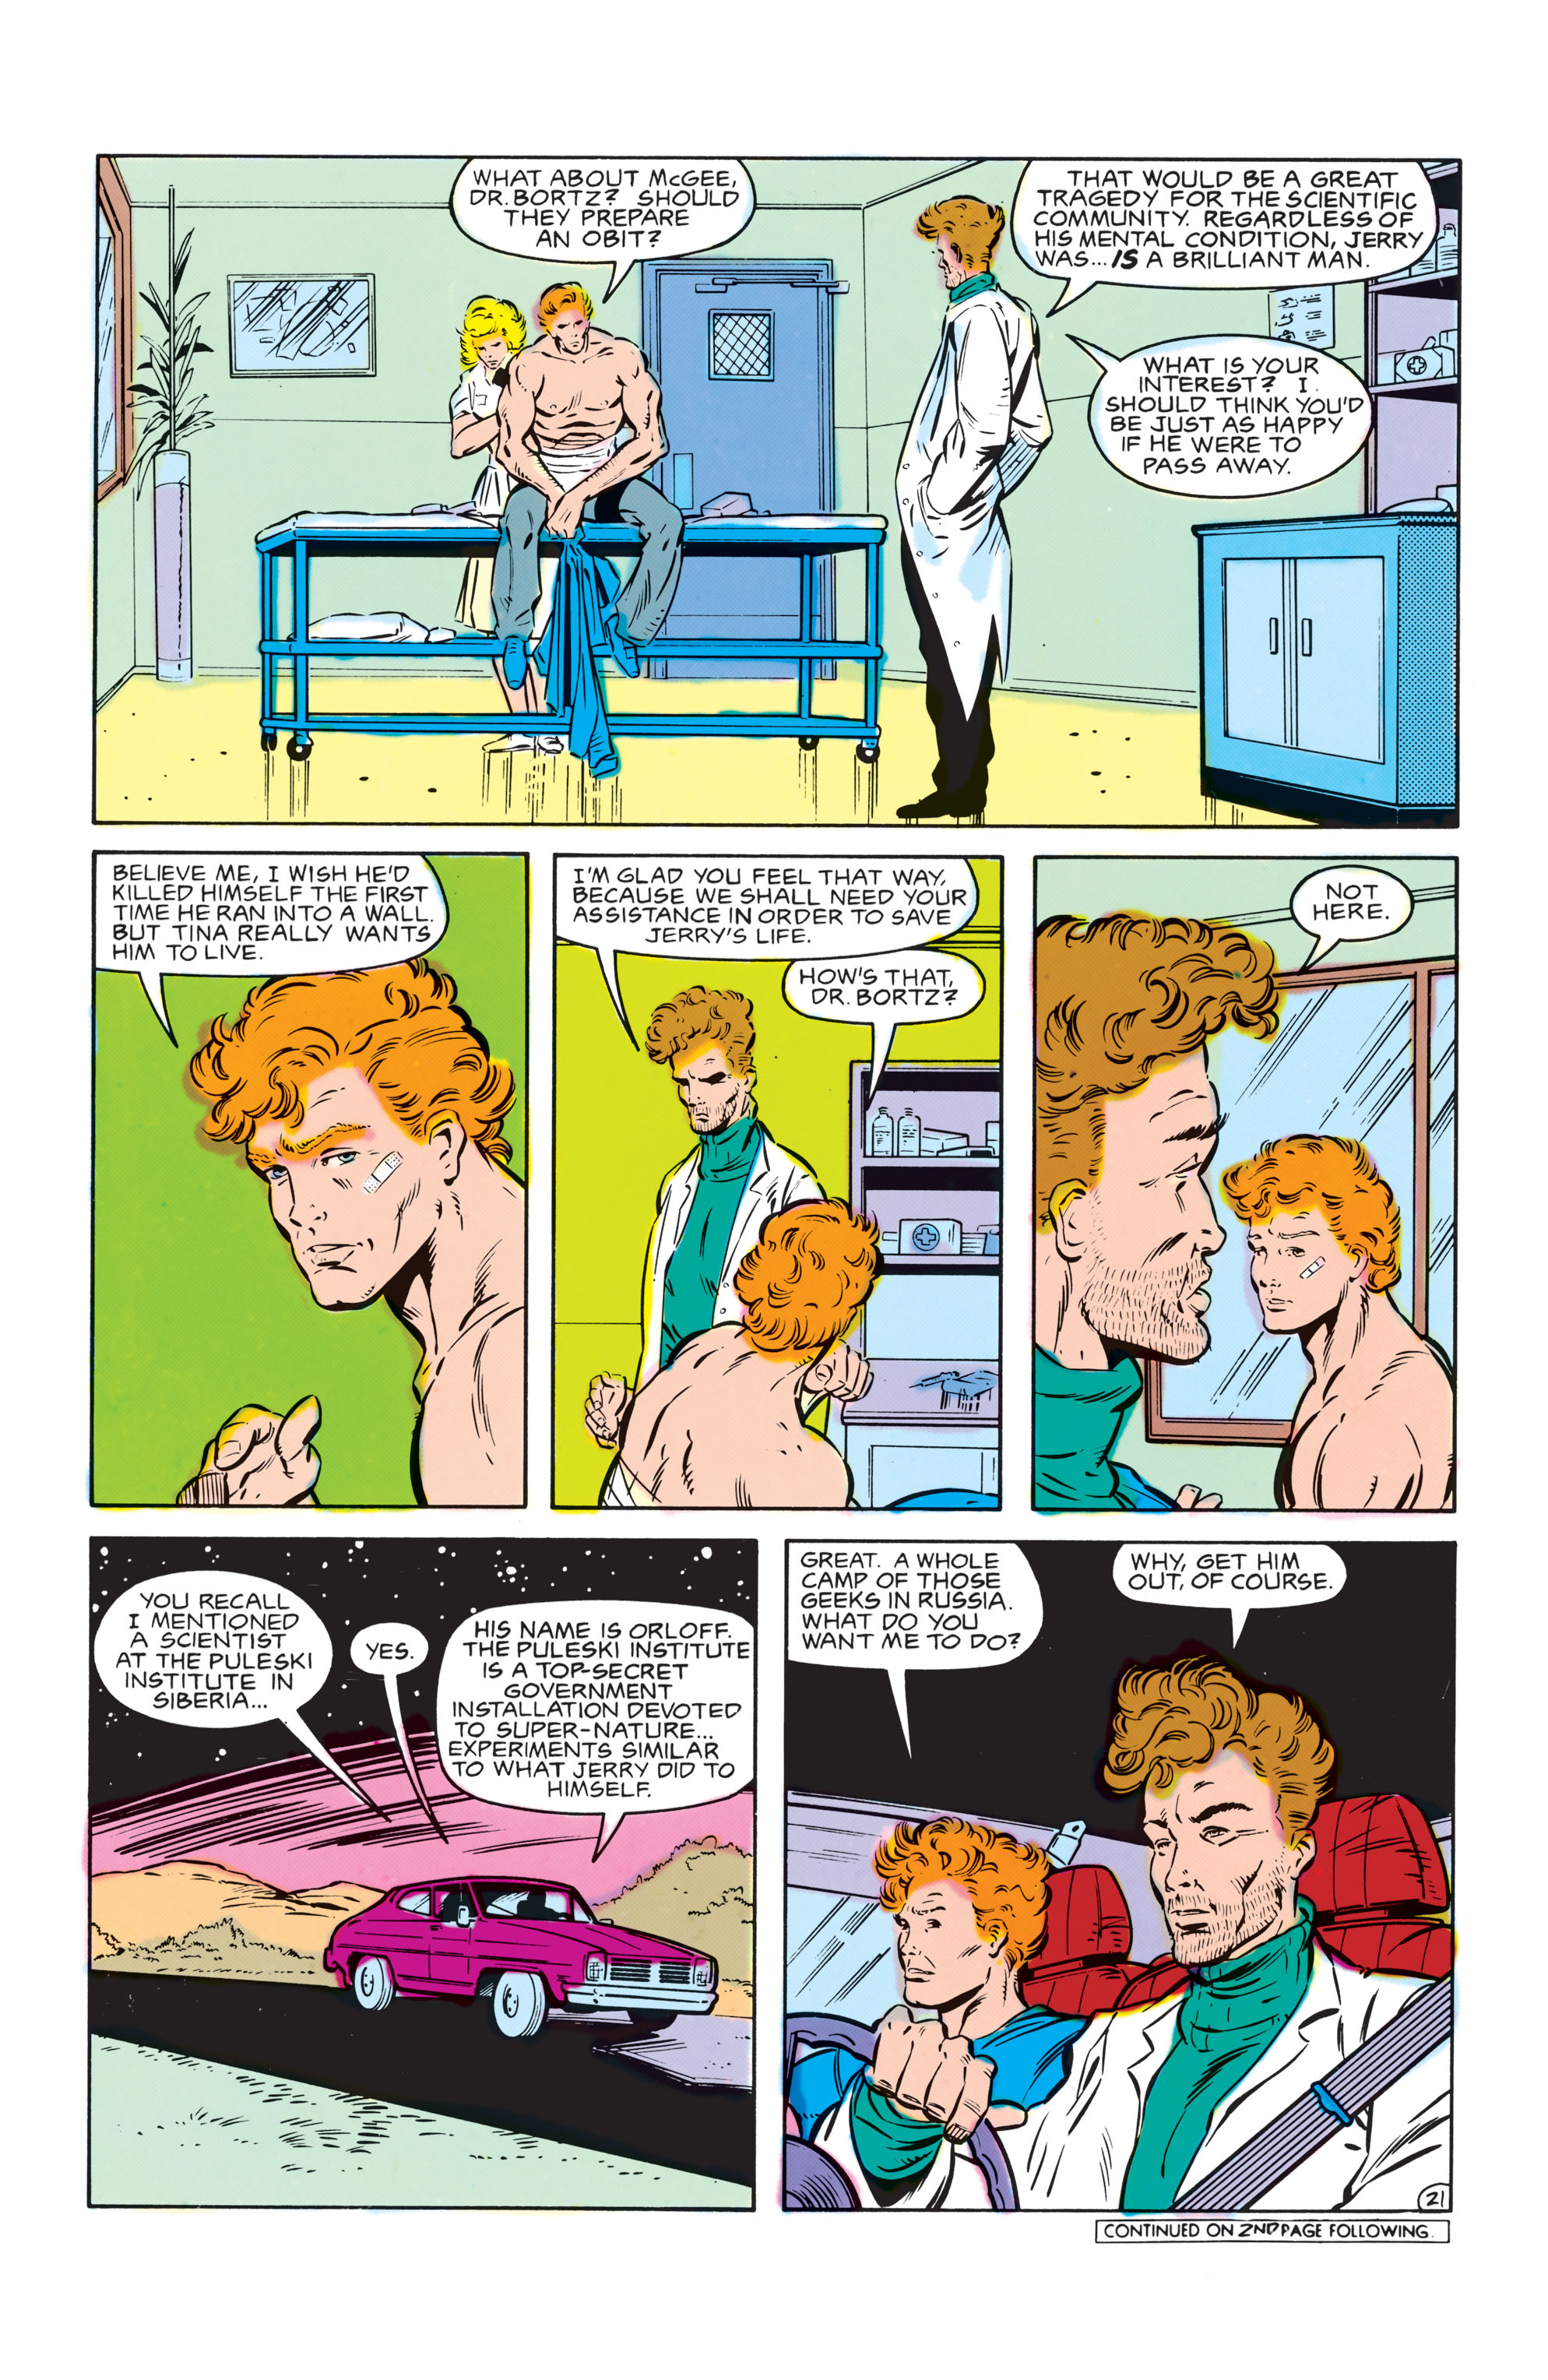 WHAT ABOUT McGEE,
DR. BORTZ? SHOULD
THEY PREPARE
AN OBIT?
THAT WOULD BE A GREAT
TRAGEDY FOR THE SCIENTIFIC
COMMUNITY. REGARDLESS OF
HIS MENTAL CONDITION, JERRY
WAS... IS A BRILLIANT MAN.
WHAT IS YOUR
INTEREST? I
SHOULD THINK YOU'D
BE JUST AS HAPPY
IF HE WERE TO
PASS AWAY.
BELIEVE ME, I WISH HE'D
KILLED HIMSELF THE FIRST
TIME HE RAN INTO A WALL.
BUT TINA REALLY WANTS
HIM TO LIVE.
I'M GLAD YOU FEEL THAT WAY,
BECAUSE WE SHALL NEED YOUR
ASSISTANCE IN ORDER TO SAVE
JERRY'S LIFE.
HOW'S THAT,
DR. BORTZ?
NOT
HERE.
YOU RECALL
I MENTIONED
A SCIENTIST
AT THE PULESKI
INSTITUTE IN
SIBERIA...
YES.
HIS NAME IS ORLOFF.
THE PULESKI INSTITUTE
IS A TOP-SECRET
GOVERNMENT
INSTALLATION DEVOTED
TO SUPER-NATURE...
EXPERIMENTS SIMILAR
TO WHAT JERRY DID TO
HIMSELF.
GREAT. A WHOLE
CAMP OF THOSE
GEEKS IN RUSSIA.
WHAT DO YOU
WANT ME TO DO?
WHY, GET HIM
OUT, OF COURSE.
21
CONTINUED ON 2ND PAGE FOLLOWING.